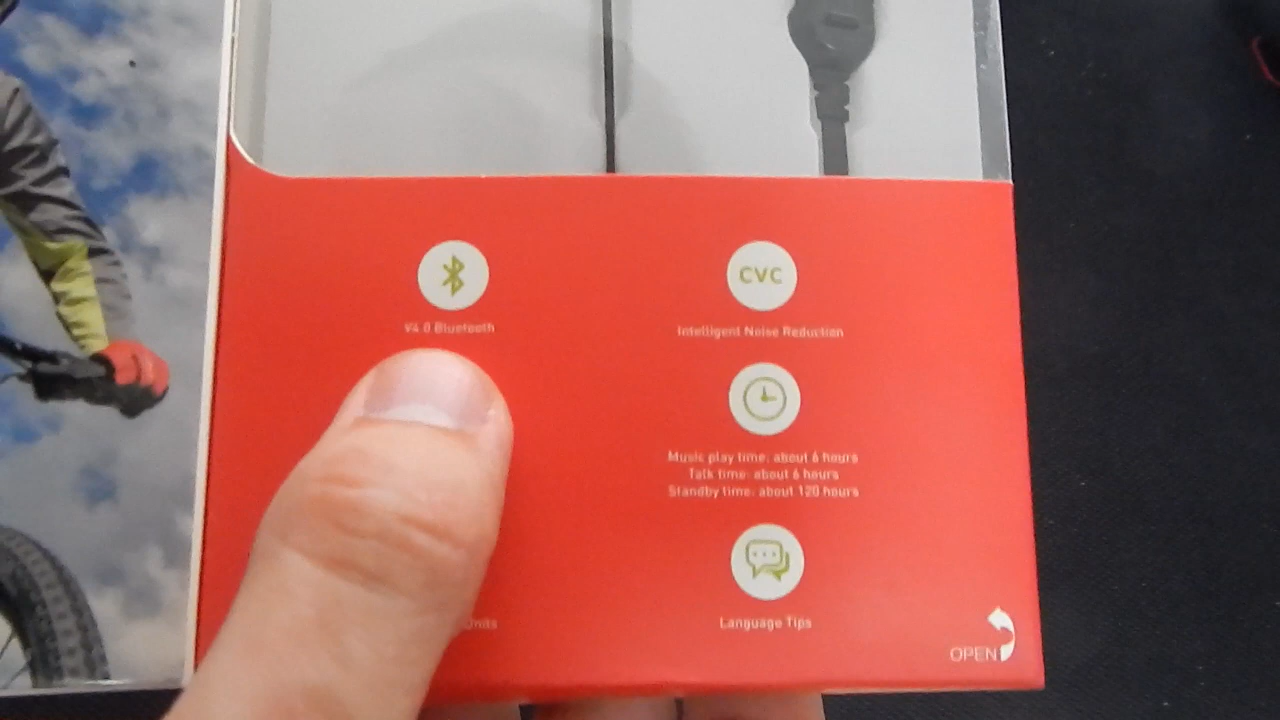 V4.0 Bluetooth
CVC
Intelligent Noise Reduction
Music play time: about 6 hours
Talk time: about 6 hours
Standby time: about 120 hours
Units
Language Tips
OPEN